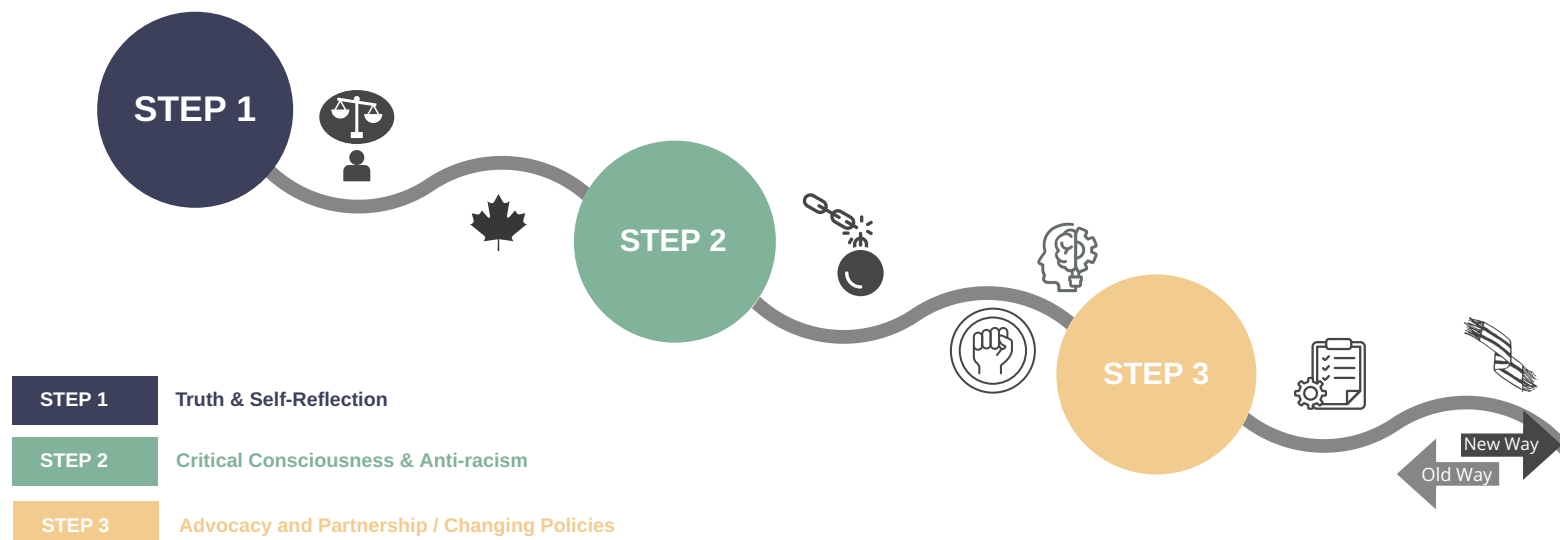 STEP 1
STEP 2
STEP 3
New Way
Old Way
STEP 1 Truth & Self-Reflection
STEP 2 Critical Consciousness & Anti-racism
STEP 3 Advocacy and Partnership / Changing Policies